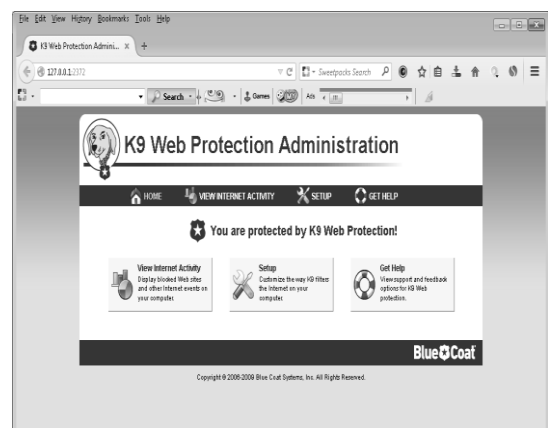 File Edit View History Bookmarks Tools Help
K9 Web Protection Admini... × +
127.0.0.1:2372
Sweetpacks Search
Search Games Ads
K9 Web Protection Administration
HOME VIEW INTERNET ACTIVITY SETUP GET HELP
You are protected by K9 Web Protection!
View Internet Activity
Display blocked Web sites
and other Internet events on
your computer.
Setup
Customize the way K9 filters
the Internet on your
computer.
Get Help
View support and feedback
options for K9 Web
protection.
Blue Coat
Copyright © 2006-2009 Blue Coat Systems, Inc. All Rights Reserved.